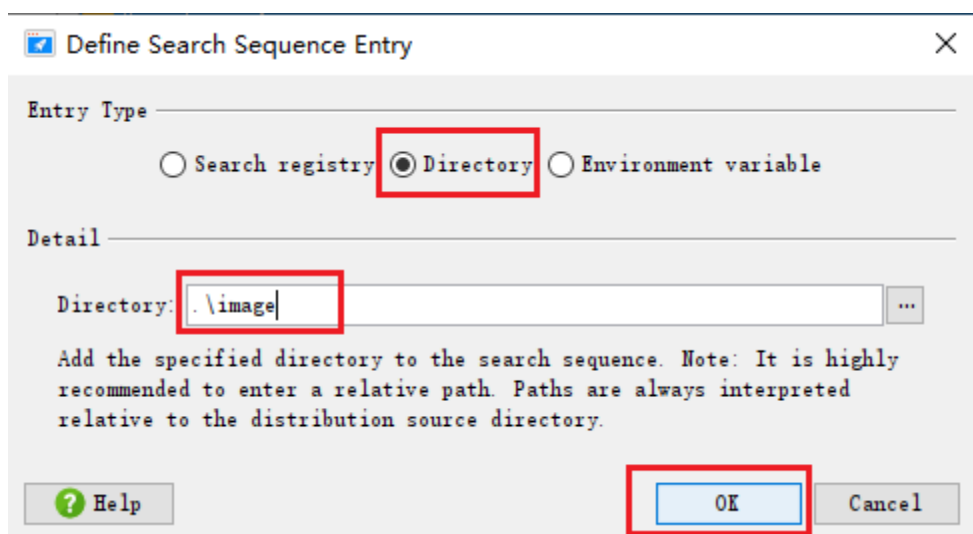 Define Search Sequence Entry
Entry Type
Search registry Directory Environment variable
Detail
Directory: .\image ...
Add the specified directory to the search sequence. Note: It is highly
recommended to enter a relative path. Paths are always interpreted
relative to the distribution source directory.
Help OK Cancel